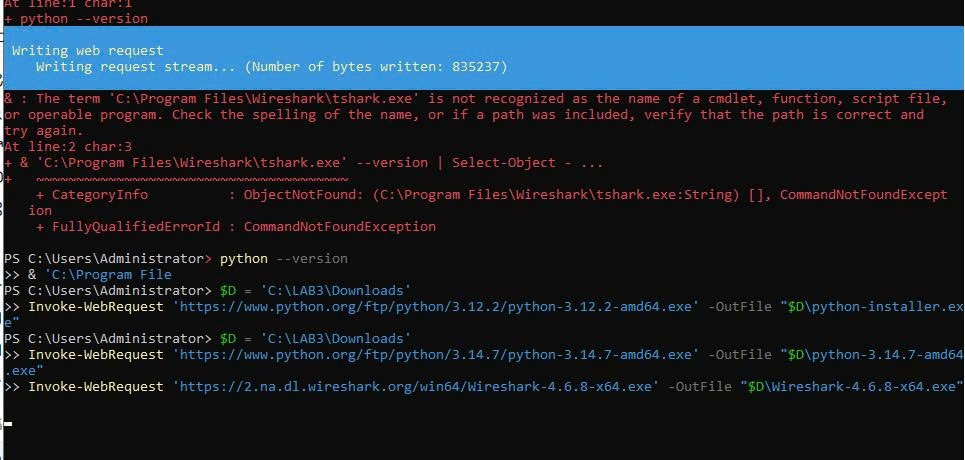 At line:1 char:1
+ python --version
Writing web request
Writing request stream... (Number of bytes written: 835237)
& : The term 'C:\Program Files\Wireshark\tshark.exe' is not recognized as the name of a cmdlet, function, script file,
or operable program. Check the spelling of the name, or if a path was included, verify that the path is correct and
try again.
At line:2 char:3
+ & 'C:\Program Files\Wireshark\tshark.exe' --version | Select-Object - ...
+   ~~~~~~~~~~~~~~~~~~~~~~~~~~~~~~~~~~~~~~~
+ CategoryInfo          : ObjectNotFound: (C:\Program Files\Wireshark\tshark.exe:String) [], CommandNotFoundExcept
ion
+ FullyQualifiedErrorId : CommandNotFoundException
PS C:\Users\Administrator> python --version
>> & 'C:\Program File
PS C:\Users\Administrator> $D = 'C:\LAB3\Downloads'
>> Invoke-WebRequest 'https://www.python.org/ftp/python/3.12.2/python-3.12.2-amd64.exe' -OutFile "$D\python-installer.ex
e"
PS C:\Users\Administrator> $D = 'C:\LAB3\Downloads'
>> Invoke-WebRequest 'https://www.python.org/ftp/python/3.14.7/python-3.14.7-amd64.exe' -OutFile "$D\python-3.14.7-amd64
.exe"
>> Invoke-WebRequest 'https://2.na.dl.wireshark.org/win64/Wireshark-4.6.8-x64.exe' -OutFile "$D\Wireshark-4.6.8-x64.exe"